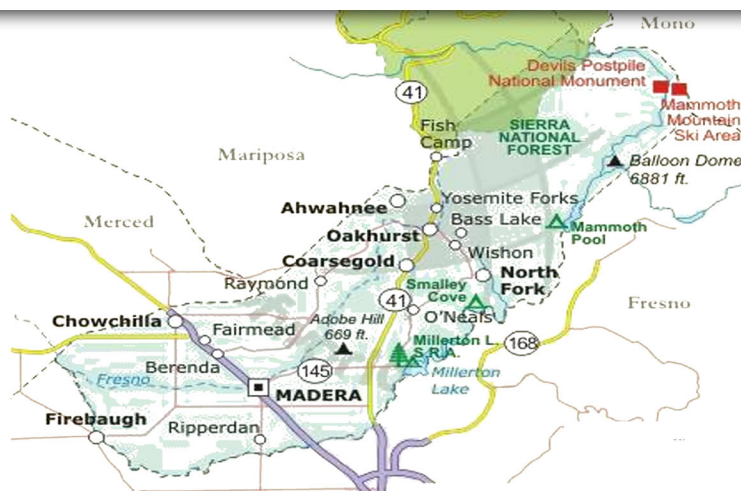 Mono
Devils Postpile
National Monument
41
Mammoth
Mountain
Ski Area
Fish
Camp
SIERRA
NATIONAL
FOREST
Mariposa
Balloon Dome
6881 ft.
Yosemite Forks
Ahwahnee
Bass Lake
Merced
Mammoth
Pool
Oakhurst
Wishon
Coarsegold
North
Fork
Raymond
Smalley
Cove
41
Fresno
O'Neals
Adobe Hill
669 ft.
Chowchilla
Fairmead
Millerton L.
S.R.A.
168
Berenda
145
Millerton
Lake
Fresno
MADERA
Firebaugh
Ripperdan